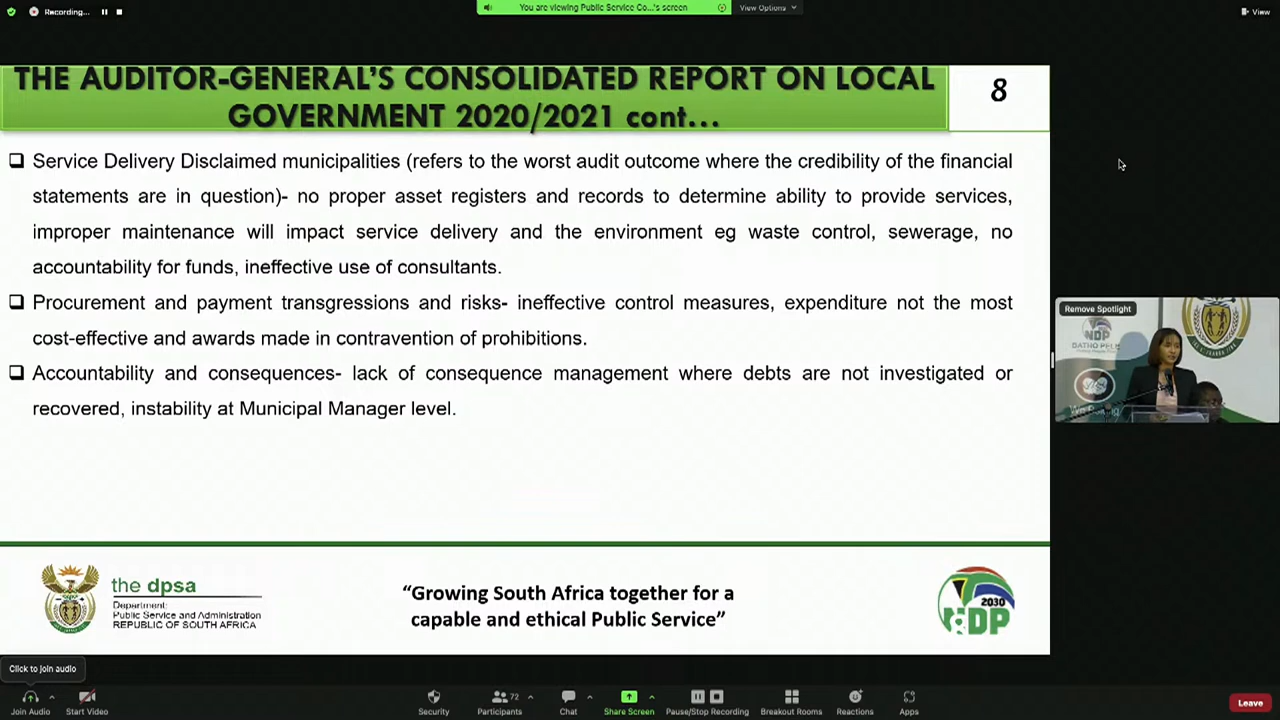 Recording...
You are viewing Public Service Co...'s screen
View Options
View
THE AUDITOR-GENERAL'S CONSOLIDATED REPORT ON LOCAL
GOVERNMENT 2020/2021 cont...
8
❑ Service Delivery Disclaimed municipalities (refers to the worst audit outcome where the credibility of the financial
statements are in question)- no proper asset registers and records to determine ability to provide services,
improper maintenance will impact service delivery and the environment eg waste control, sewerage, no
accountability for funds, ineffective use of consultants.
❑ Procurement and payment transgressions and risks- ineffective control measures, expenditure not the most
cost-effective and awards made in contravention of prohibitions.
❑ Accountability and consequences- lack of consequence management where debts are not investigated or
recovered, instability at Municipal Manager level.
Remove Spotlight
NDP
BATHO PELE
We
the dpsa
Department:
Public Service and Administration
REPUBLIC OF SOUTH AFRICA
“Growing South Africa together for a
capable and ethical Public Service”
2030
NDP
Click to join audio
Join Audio
Start Video
Security
Participants
72
Chat
Share Screen
Pause/Stop Recording
Breakout Rooms
Reactions
Apps
Leave